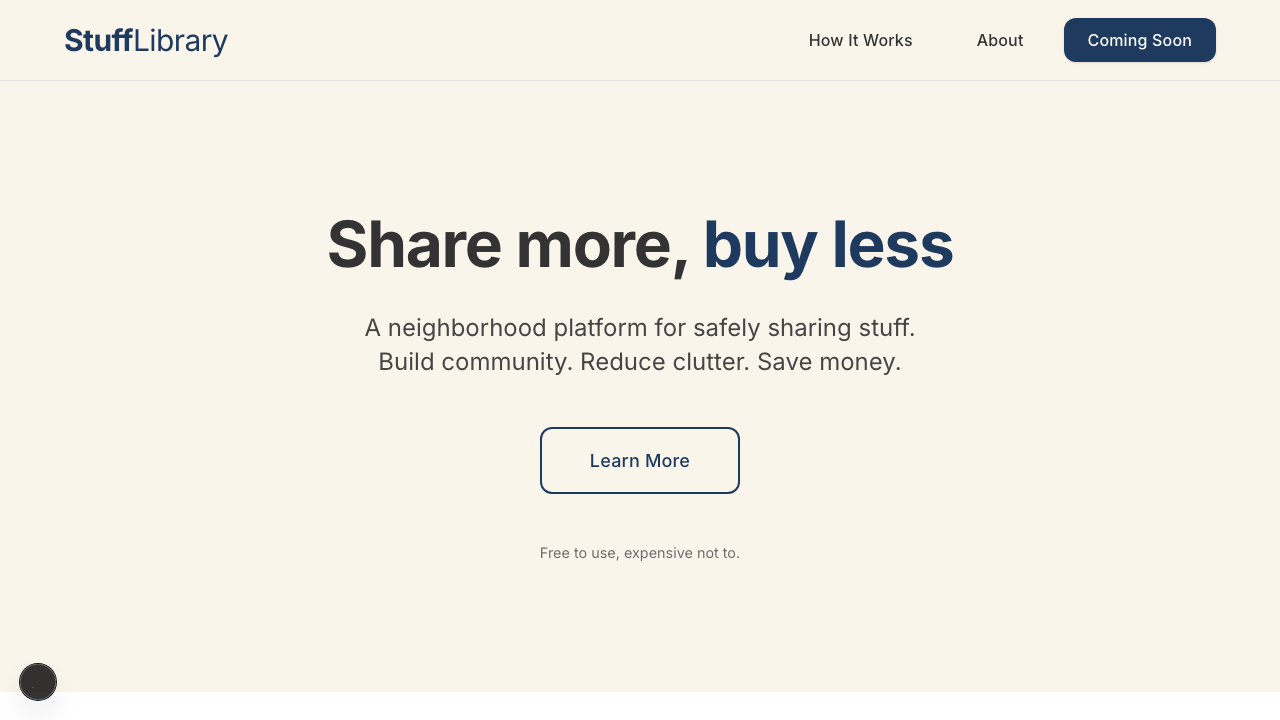 StuffLibrary
How It Works
About
Coming Soon
Share more, buy less
A neighborhood platform for safely sharing stuff.
Build community. Reduce clutter. Save money.
Learn More
Free to use, expensive not to.